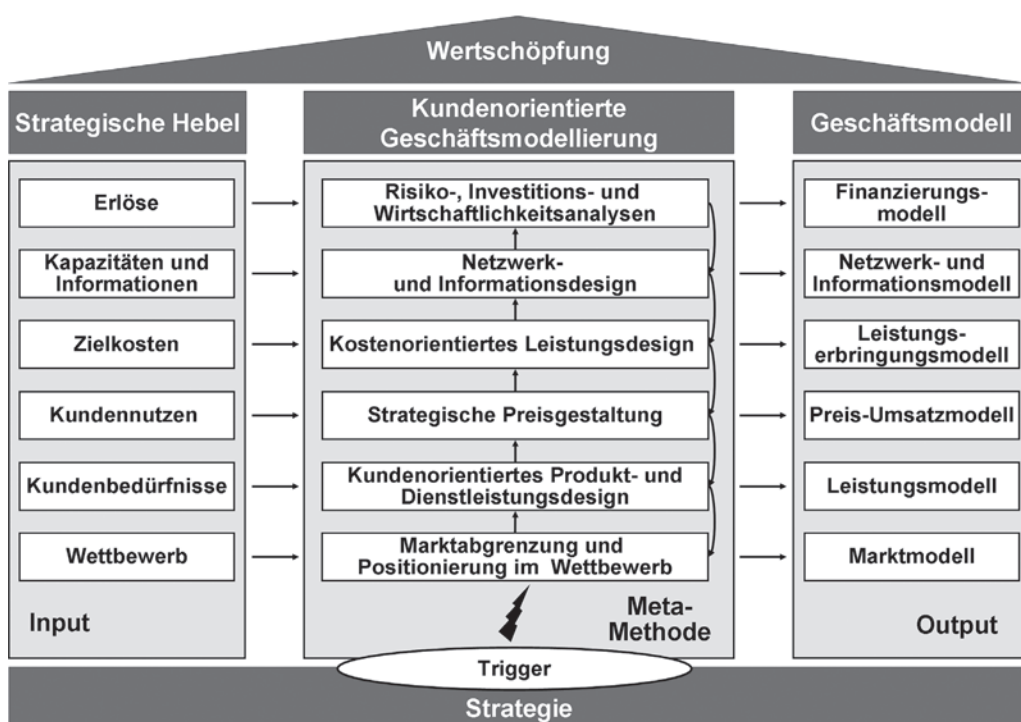 Wertschöpfung
Strategische Hebel
Kundenorientierte
Geschäftsmodellierung
Geschäftsmodell
Erlöse
Risiko-, Investitions- und
Wirtschaftlichkeitsanalysen
Finanzierungs-
modell
Kapazitäten und
Informationen
Netzwerk-
und Informationsdesign
Netzwerk- und
Informationsmodell
Zielkosten
Kostenorientiertes Leistungsdesign
Leistungs-
erbringungsmodell
Kundennutzen
Strategische Preisgestaltung
Preis-Umsatzmodell
Kundenbedürfnisse
Kundenorientiertes Produkt- und
Dienstleistungsdesign
Leistungsmodell
Wettbewerb
Marktabgrenzung und
Positionierung im Wettbewerb
Marktmodell
Input
Meta-
Methode
Output
Trigger
Strategie